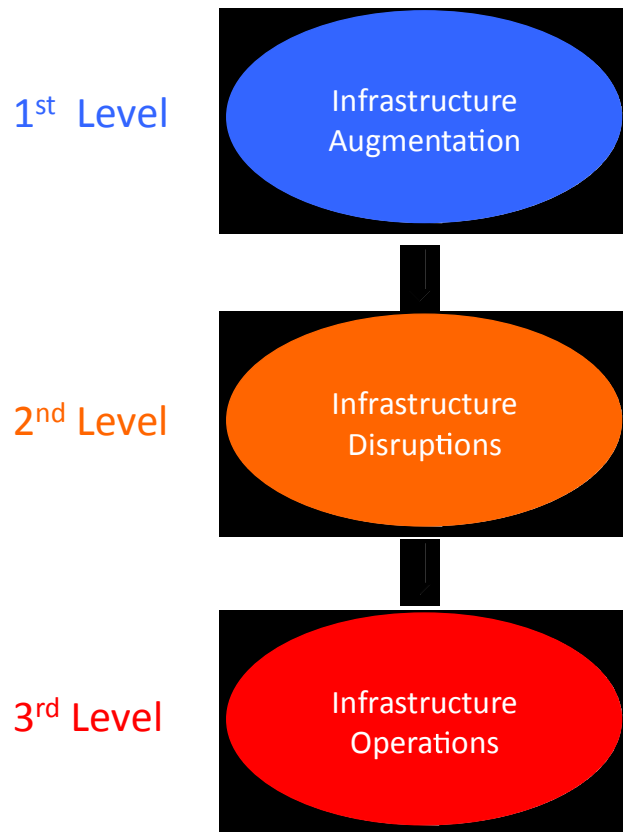 1st Level
Infrastructure
Augmentation
2nd Level
Infrastructure
Disruptions
3rd Level
Infrastructure
Operations